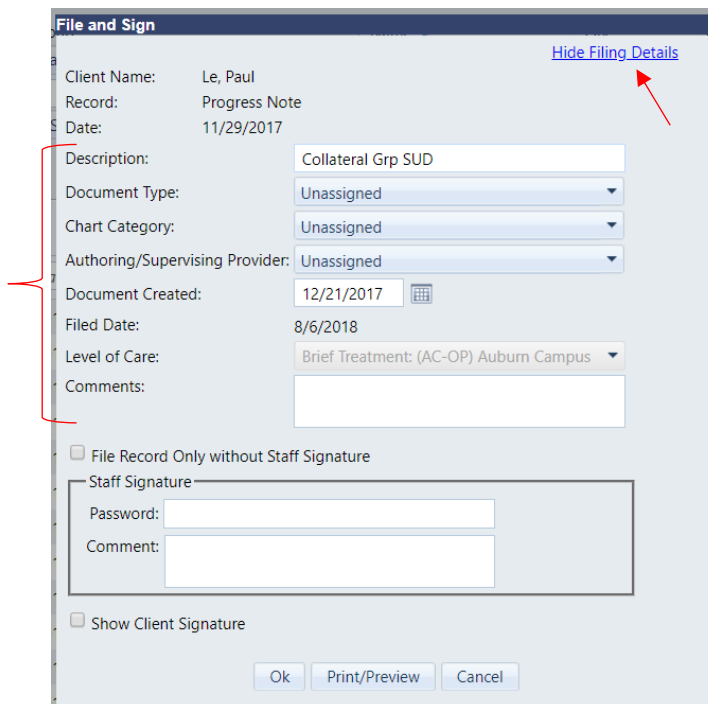 File and Sign
Hide Filing Details
Client Name: Le, Paul
Record: Progress Note
Date: 11/29/2017
Description: Collateral Grp SUD
Document Type: Unassigned
Chart Category: Unassigned
Authoring/Supervising Provider: Unassigned
Document Created: 12/21/2017
Filed Date: 8/6/2018
Level of Care: Brief Treatment: (AC-OP) Auburn Campus
Comments:
File Record Only without Staff Signature
Staff Signature
Password:
Comment:
Show Client Signature
Ok Print/Preview Cancel